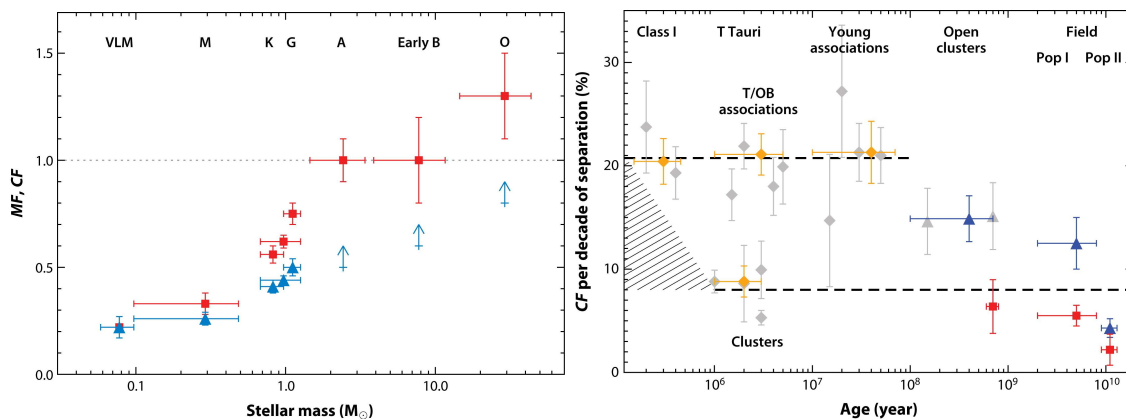 VLM M K G A Early B O
1.5
1.0
0.5
0.0
MF, CF
0.1 1.0 10.0
Stellar mass (M☉)
Class I T Tauri Young associations Open clusters Field
Pop I Pop II
T/OB associations
Clusters
30
20
10
0
CF per decade of separation (%)
10⁶ 10⁷ 10⁸ 10⁹ 10¹⁰
Age (year)